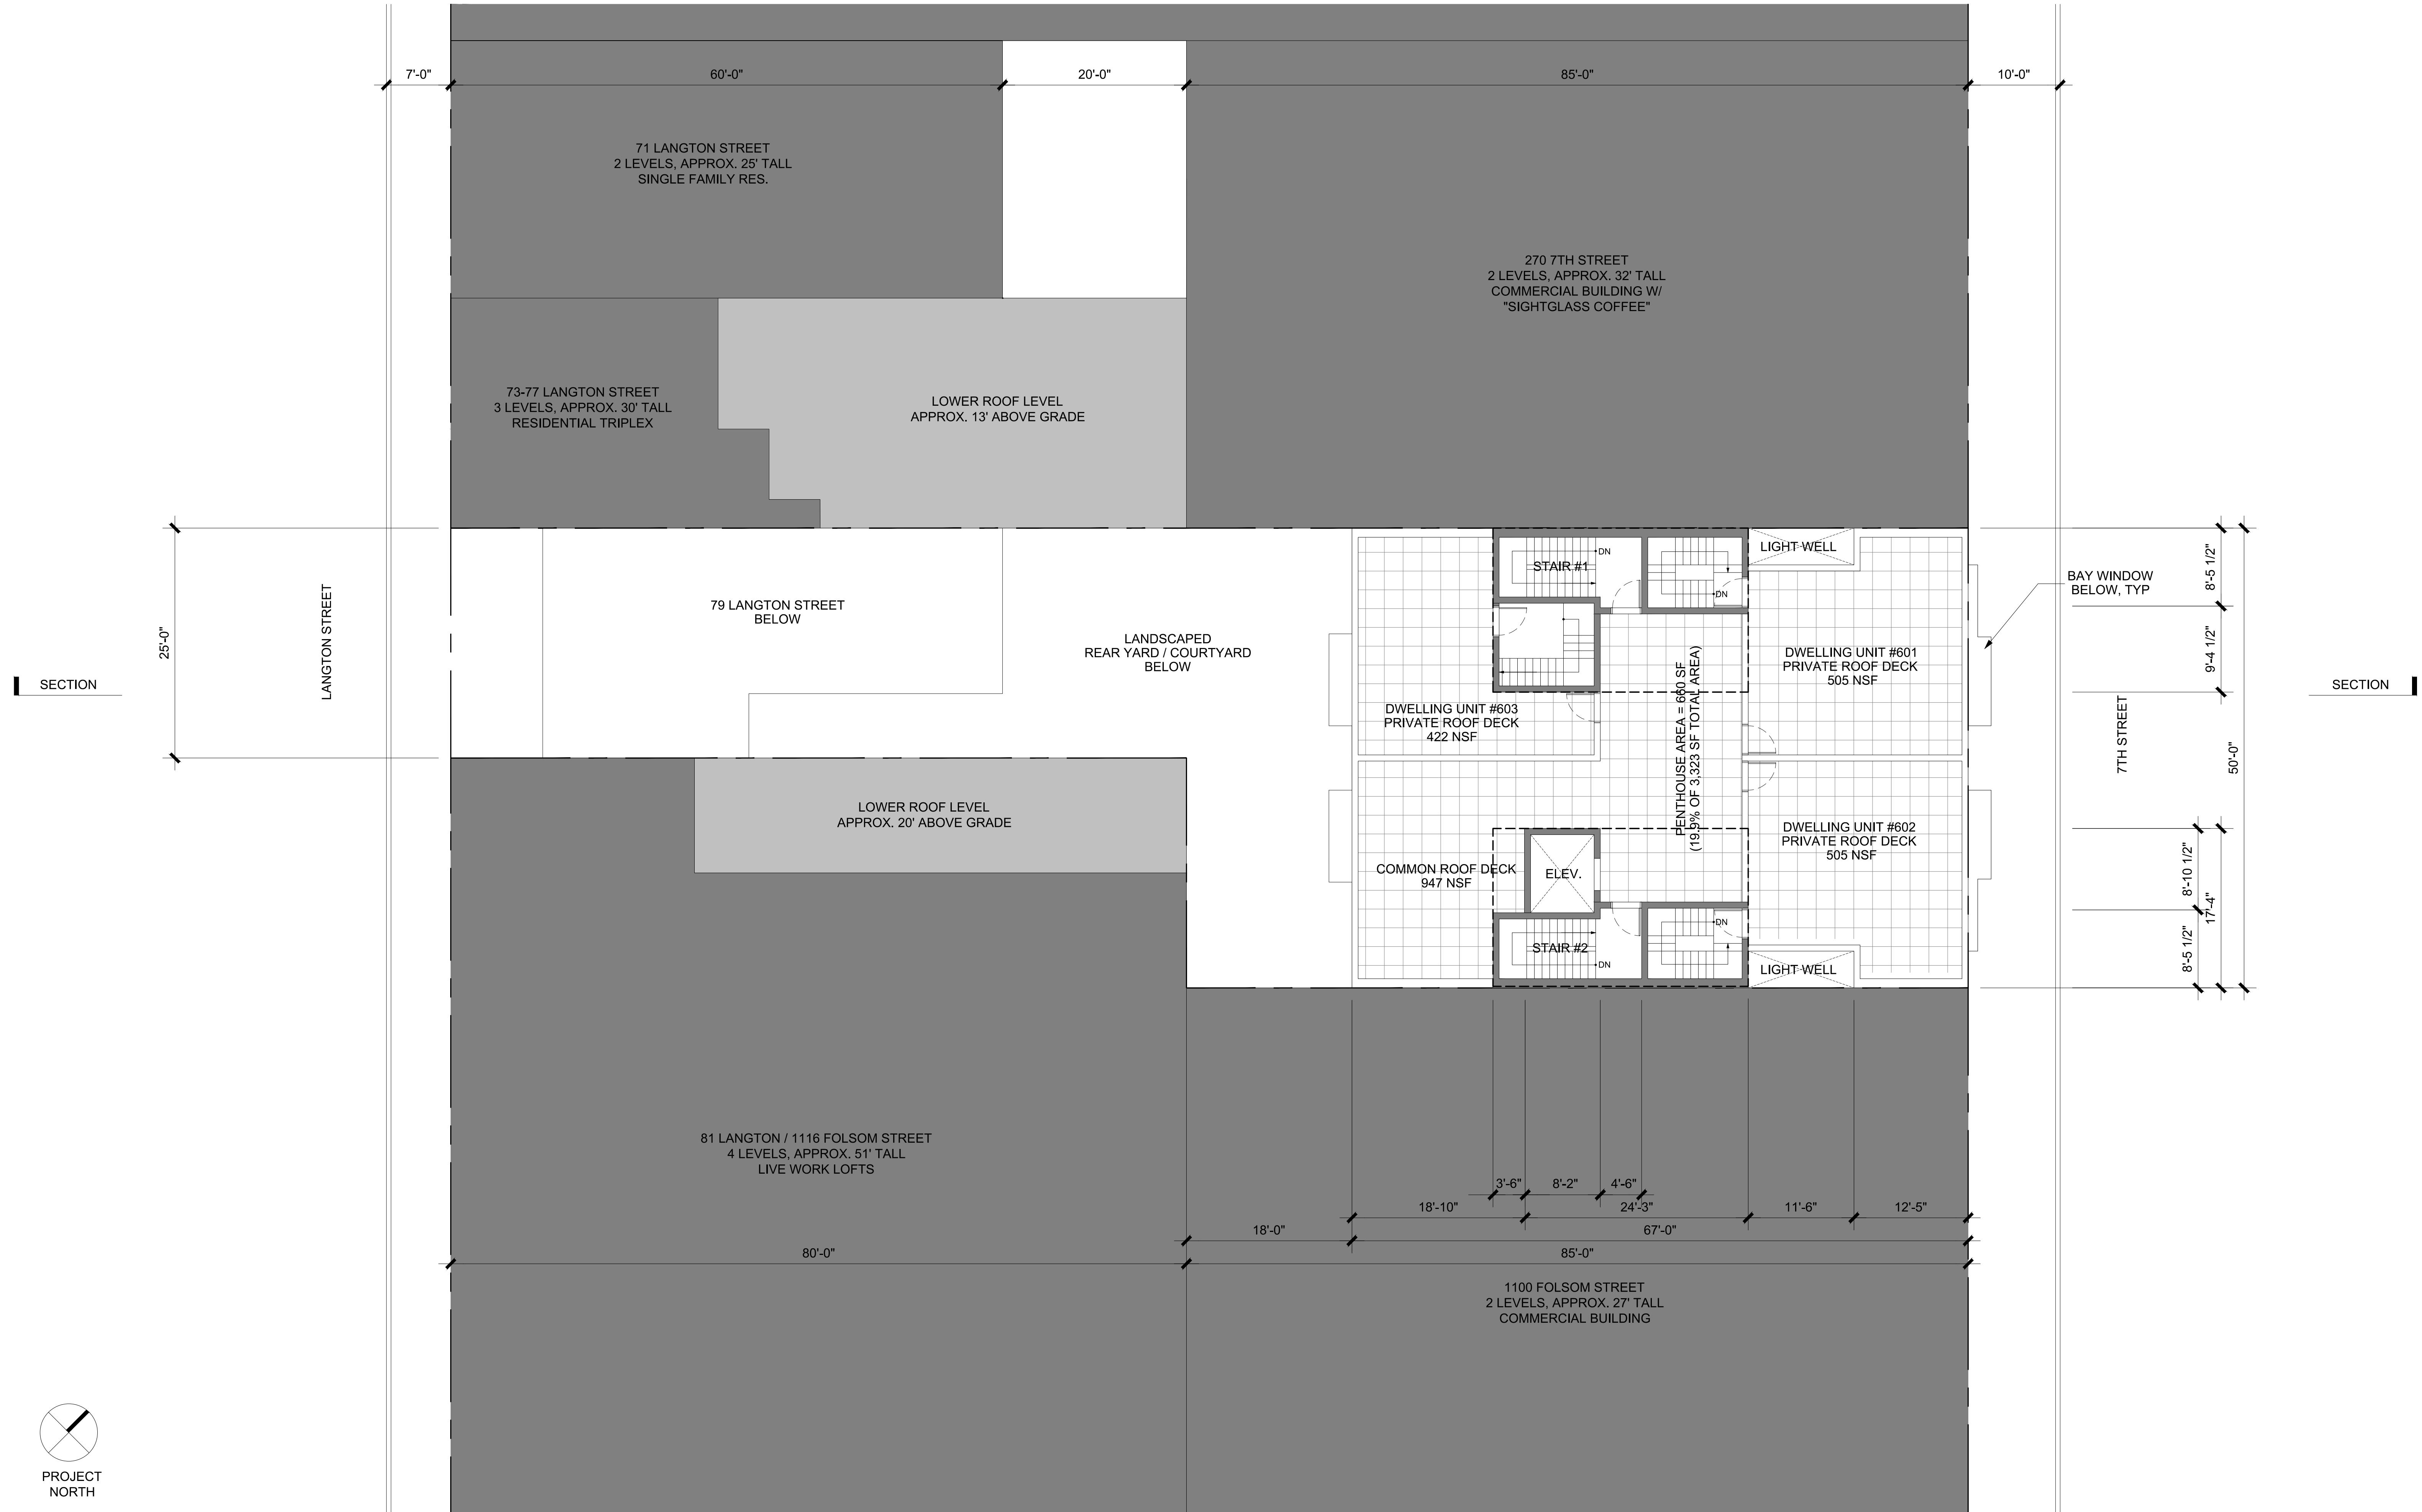 7'-0"
60'-0"
20'-0"
85'-0"
10'-0"
71 LANGTON STREET
2 LEVELS, APPROX. 25' TALL
SINGLE FAMILY RES.
270 7TH STREET
2 LEVELS, APPROX. 32' TALL
COMMERCIAL BUILDING W/
"SIGHTGLASS COFFEE"
73-77 LANGTON STREET
3 LEVELS, APPROX. 30' TALL
RESIDENTIAL TRIPLEX
LOWER ROOF LEVEL
APPROX. 13' ABOVE GRADE
25'-0"
LANGTON STREET
SECTION
79 LANGTON STREET
BELOW
LANDSCAPED
REAR YARD / COURTYARD
BELOW
STAIR #1
DN
DN
LIGHT WELL
DWELLING UNIT #603
PRIVATE ROOF DECK
422 NSF
PENTHOUSE AREA = 660 SF
(19.9% OF 3,323 SF TOTAL AREA)
DWELLING UNIT #601
PRIVATE ROOF DECK
505 NSF
BAY WINDOW
BELOW, TYP
8'-5 1/2"
9'-4 1/2"
7TH STREET
50'-0"
SECTION
LOWER ROOF LEVEL
APPROX. 20' ABOVE GRADE
COMMON ROOF DECK
947 NSF
ELEV.
DWELLING UNIT #602
PRIVATE ROOF DECK
505 NSF
8'-10 1/2"
17'-4"
8'-5 1/2"
STAIR #2
DN
DN
LIGHT WELL
81 LANGTON / 1116 FOLSOM STREET
4 LEVELS, APPROX. 51' TALL
LIVE WORK LOFTS
3'-6"
8'-2"
4'-6"
18'-10"
24'-3"
11'-6"
12'-5"
18'-0"
67'-0"
80'-0"
85'-0"
1100 FOLSOM STREET
2 LEVELS, APPROX. 27' TALL
COMMERCIAL BUILDING
PROJECT
NORTH